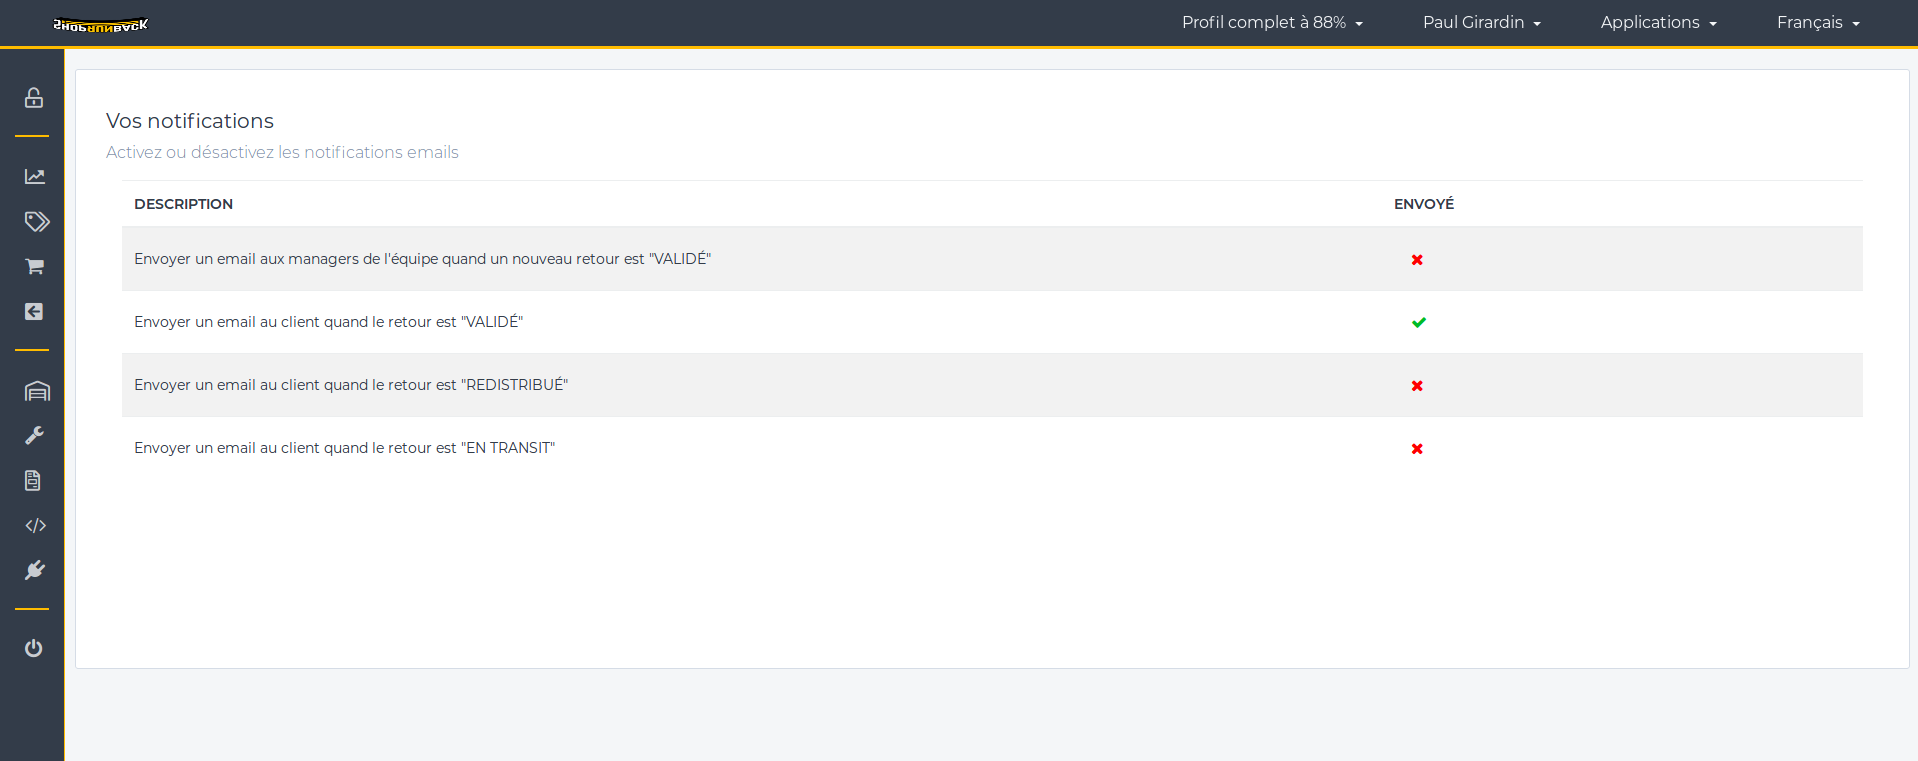 SHOPRUNBACK
Profil complet à 88%
Paul Girardin
Applications
Français
Vos notifications
Activez ou désactivez les notifications emails
DESCRIPTION
ENVOYÉ
Envoyer un email aux managers de l'équipe quand un nouveau retour est "VALIDÉ"
Envoyer un email au client quand le retour est "VALIDÉ"
Envoyer un email au client quand le retour est "REDISTRIBUÉ"
Envoyer un email au client quand le retour est "EN TRANSIT"